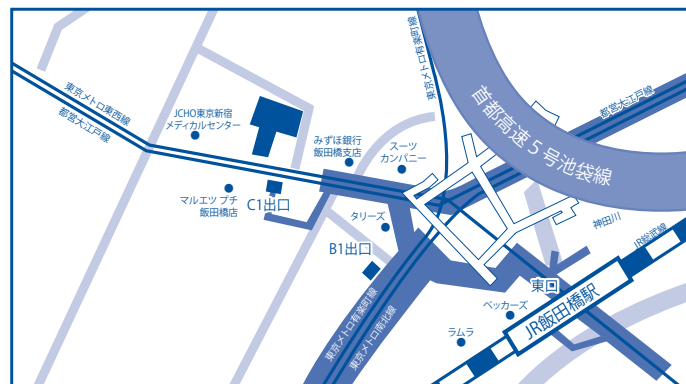 東京メトロ有楽町線
首都高速5号池袋線
都営大江戸線
東京メトロ東西線
都営大江戸線
JCHO東京新宿
メディカルセンター
みずほ銀行
飯田橋支店
スーツ
カンパニー
マルエツ プチ
飯田橋店
C1出口
タリーズ
B1出口
神田川
JR総武線
東口
JR飯田橋駅
ベッカーズ
ラムラ
東京メトロ有楽町線
東京メトロ南北線